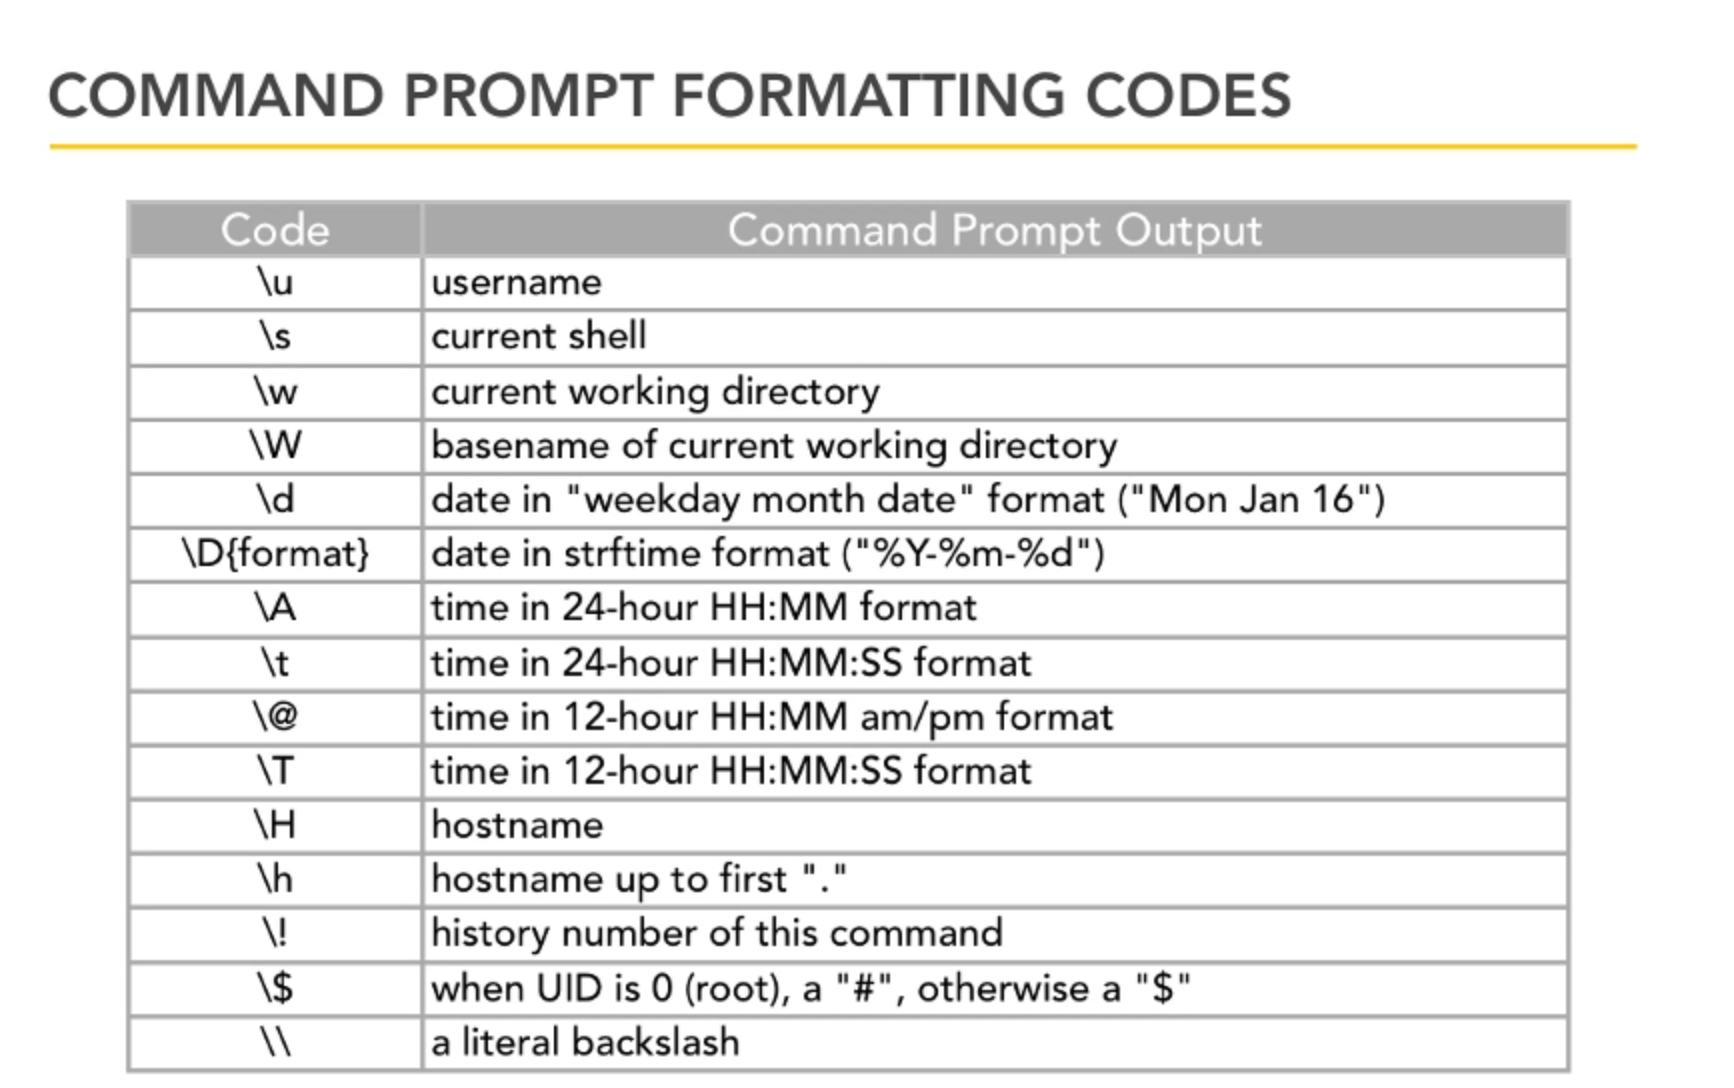 COMMAND PROMPT FORMATTING CODES
Code Command Prompt Output
\u username
\s current shell
\w current working directory
\W basename of current working directory
\d date in "weekday month date" format ("Mon Jan 16")
\D{format} date in strftime format ("%Y-%m-%d")
\A time in 24-hour HH:MM format
\t time in 24-hour HH:MM:SS format
\@ time in 12-hour HH:MM am/pm format
\T time in 12-hour HH:MM:SS format
\H hostname
\h hostname up to first "."
\! history number of this command
\$ when UID is 0 (root), a "#", otherwise a "$"
\\ a literal backslash